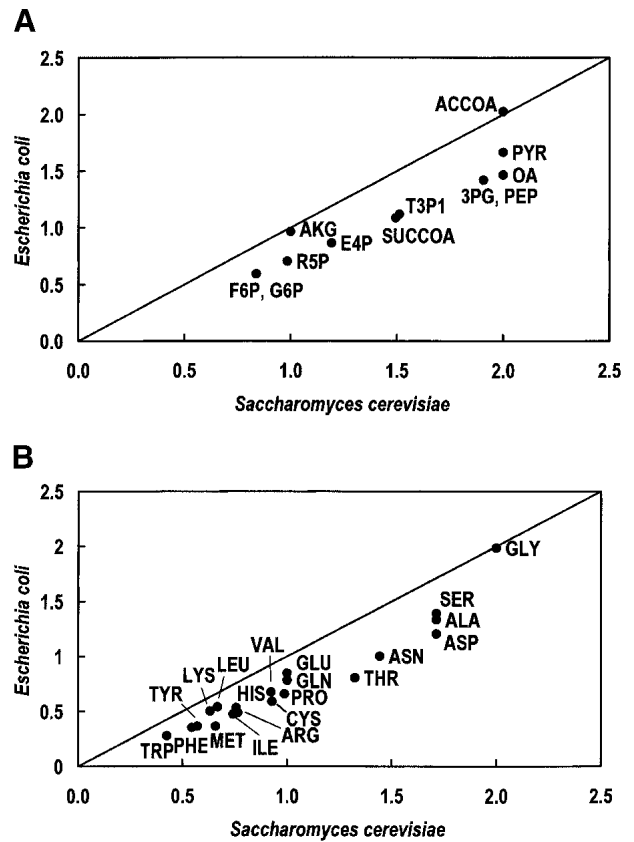 A
2.5
2.0
1.5
1.0
0.5
0.0
Escherichia coli
ACCOA
PYR
OA
3PG, PEP
T3P1
SUCCOA
AKG
E4P
R5P
F6P, G6P
0.0 0.5 1.0 1.5 2.0 2.5
Saccharomyces cerevisiae
B
2.5
2
1.5
1
0.5
0
Escherichia coli
GLY
SER
ALA
ASP
VAL
ASN
GLU
LYS LEU
GLN
THR
TYR
HIS
PRO
CYS
TRP PHE MET
ARG
ILE
0.0 0.5 1.0 1.5 2.0 2.5
Saccharomyces cerevisiae